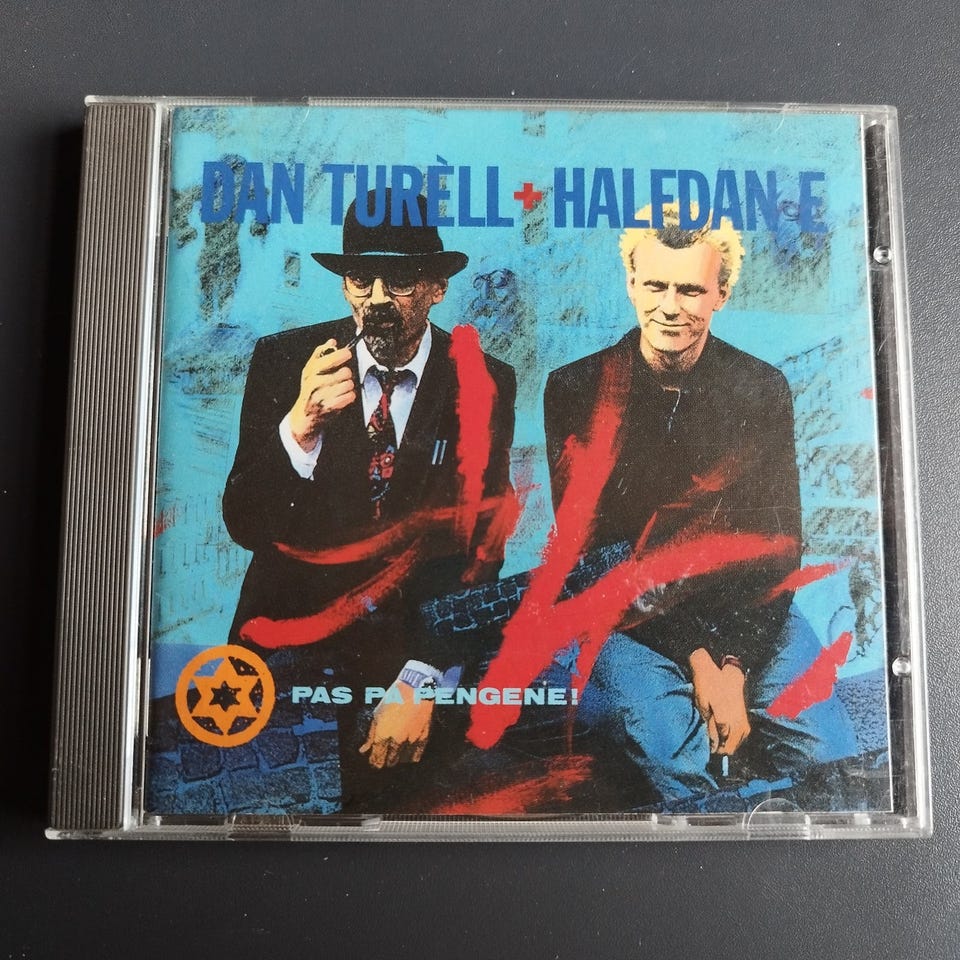 DAN TURÈLL + HALFDAN E
PAS PÅ PENGENE!